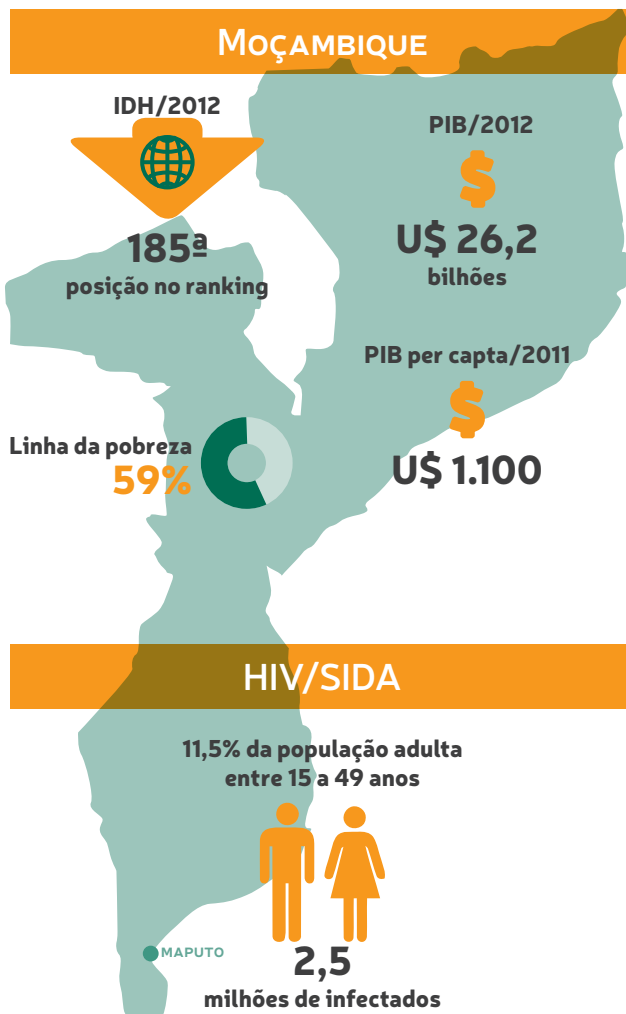 Moçambique
IDH/2012
185ª
posição no ranking
PIB/2012
$
U$ 26,2
bilhões
PIB per capta/2011
$
U$ 1.100
Linha da pobreza
59%
HIV/SIDA
11,5% da população adulta
entre 15 a 49 anos
MAPUTO
2,5
milhões de infectados